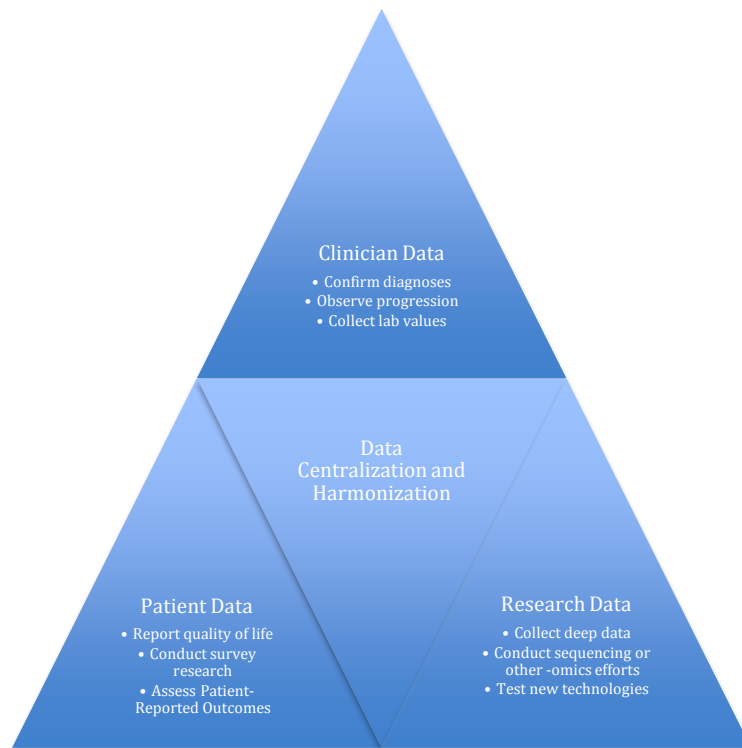 Clinician Data
• Confirm diagnoses
• Observe progression
• Collect lab values
Data
Centralization and
Harmonization
Patient Data
• Report quality of life
• Conduct survey
research
• Assess Patient-
Reported Outcomes
Research Data
• Collect deep data
• Conduct sequencing or
other -omics efforts
• Test new technologies